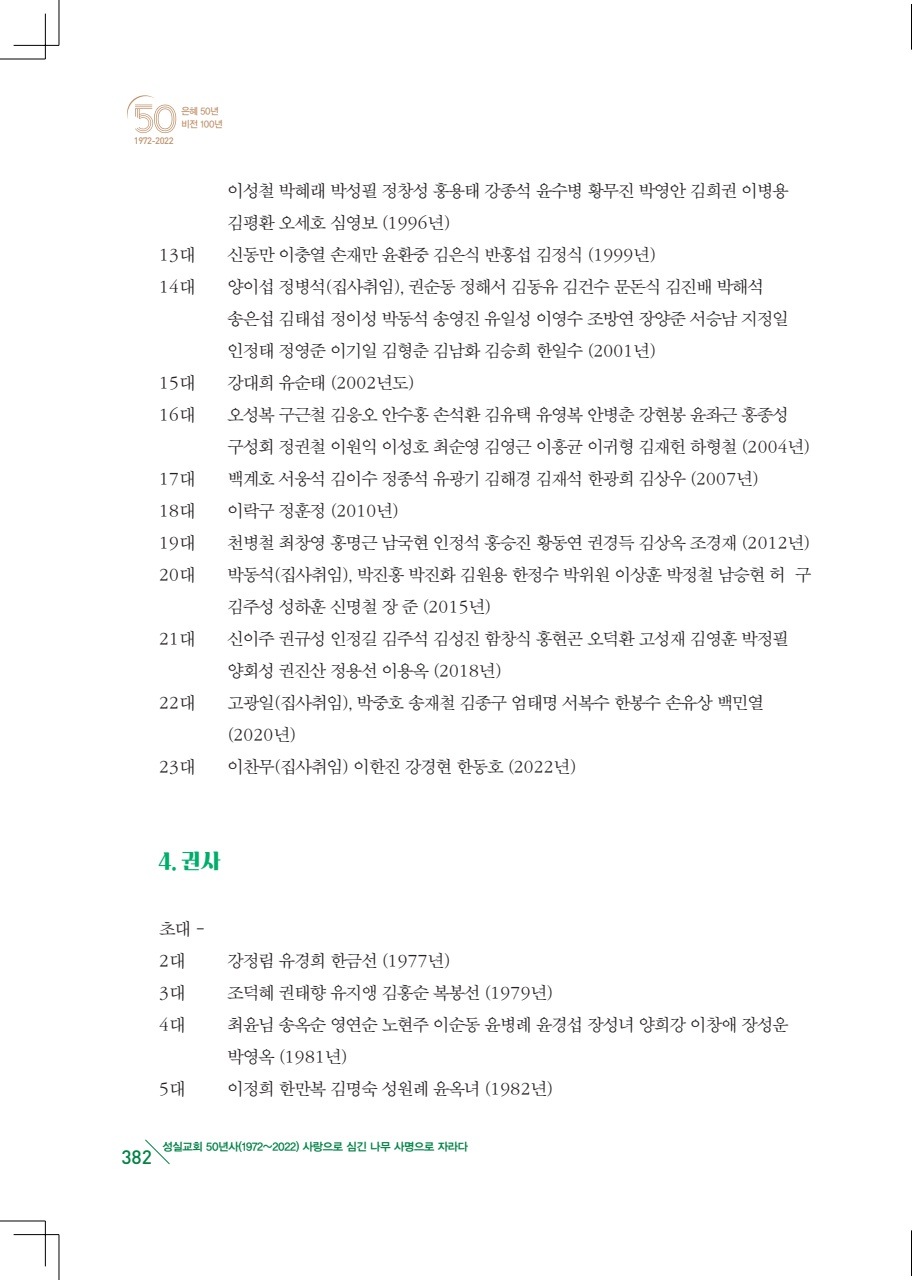 50 은혜 50년
비전 100년
1972-2022
이성철 박혜래 박성필 정창성 홍용태 강종석 윤수병 황무진 박영안 김희권 이병용
김평환 오세호 심영보 (1996년)
13대 신동만 이충열 손재만 윤환중 김은식 반홍섭 김정식 (1999년)
14대 양이섭 정병석(집사취임), 권순동 정해서 김동유 김건수 문돈식 김진배 박해석
송은섭 김태섭 정이성 박동석 송영진 유일성 이영수 조방연 장양준 서승남 지정일
인정태 정영준 이기일 김형춘 김남화 김승희 한일수 (2001년)
15대 강대희 유순태 (2002년도)
16대 오성복 구근철 김응오 안수홍 손석환 김유택 유영복 안병춘 강현봉 윤좌근 홍종성
구성회 정권철 이원익 이성호 최순영 김영근 이흥균 이귀형 김재헌 하형철 (2004년)
17대 백계호 서웅석 김이수 정종석 유광기 김해경 김재석 한광희 김상우 (2007년)
18대 이락구 정훈정 (2010년)
19대 천병철 최창영 홍명근 남국현 인정석 홍승진 황동연 권경득 김상옥 조경재 (2012년)
20대 박동석(집사취임), 박진홍 박진화 김원용 한정수 박위원 이상훈 박정철 남승현 허 구
김주성 성하훈 신명철 장 준 (2015년)
21대 신이주 권규성 인정길 김주석 김성진 함창식 홍현곤 오덕환 고성재 김영훈 박정필
양회성 권진산 정용선 이용옥 (2018년)
22대 고광일(집사취임), 박중호 송재철 김종구 엄태명 서복수 한봉수 손유상 백민열
(2020년)
23대 이찬무(집사취임) 이한진 강경현 한동호 (2022년)
4. 권사
초대 -
2대 강정림 유경희 한금선 (1977년)
3대 조덕혜 권태향 유지앵 김홍순 복봉선 (1979년)
4대 최윤님 송옥순 영연순 노현주 이순동 윤병례 윤경섭 장성녀 양희강 이창애 장성운
박영옥 (1981년)
5대 이정희 한만복 김명숙 성원례 윤옥녀 (1982년)
382 성실교회 50년사(1972~2022) 사랑으로 심긴 나무 사명으로 자라다